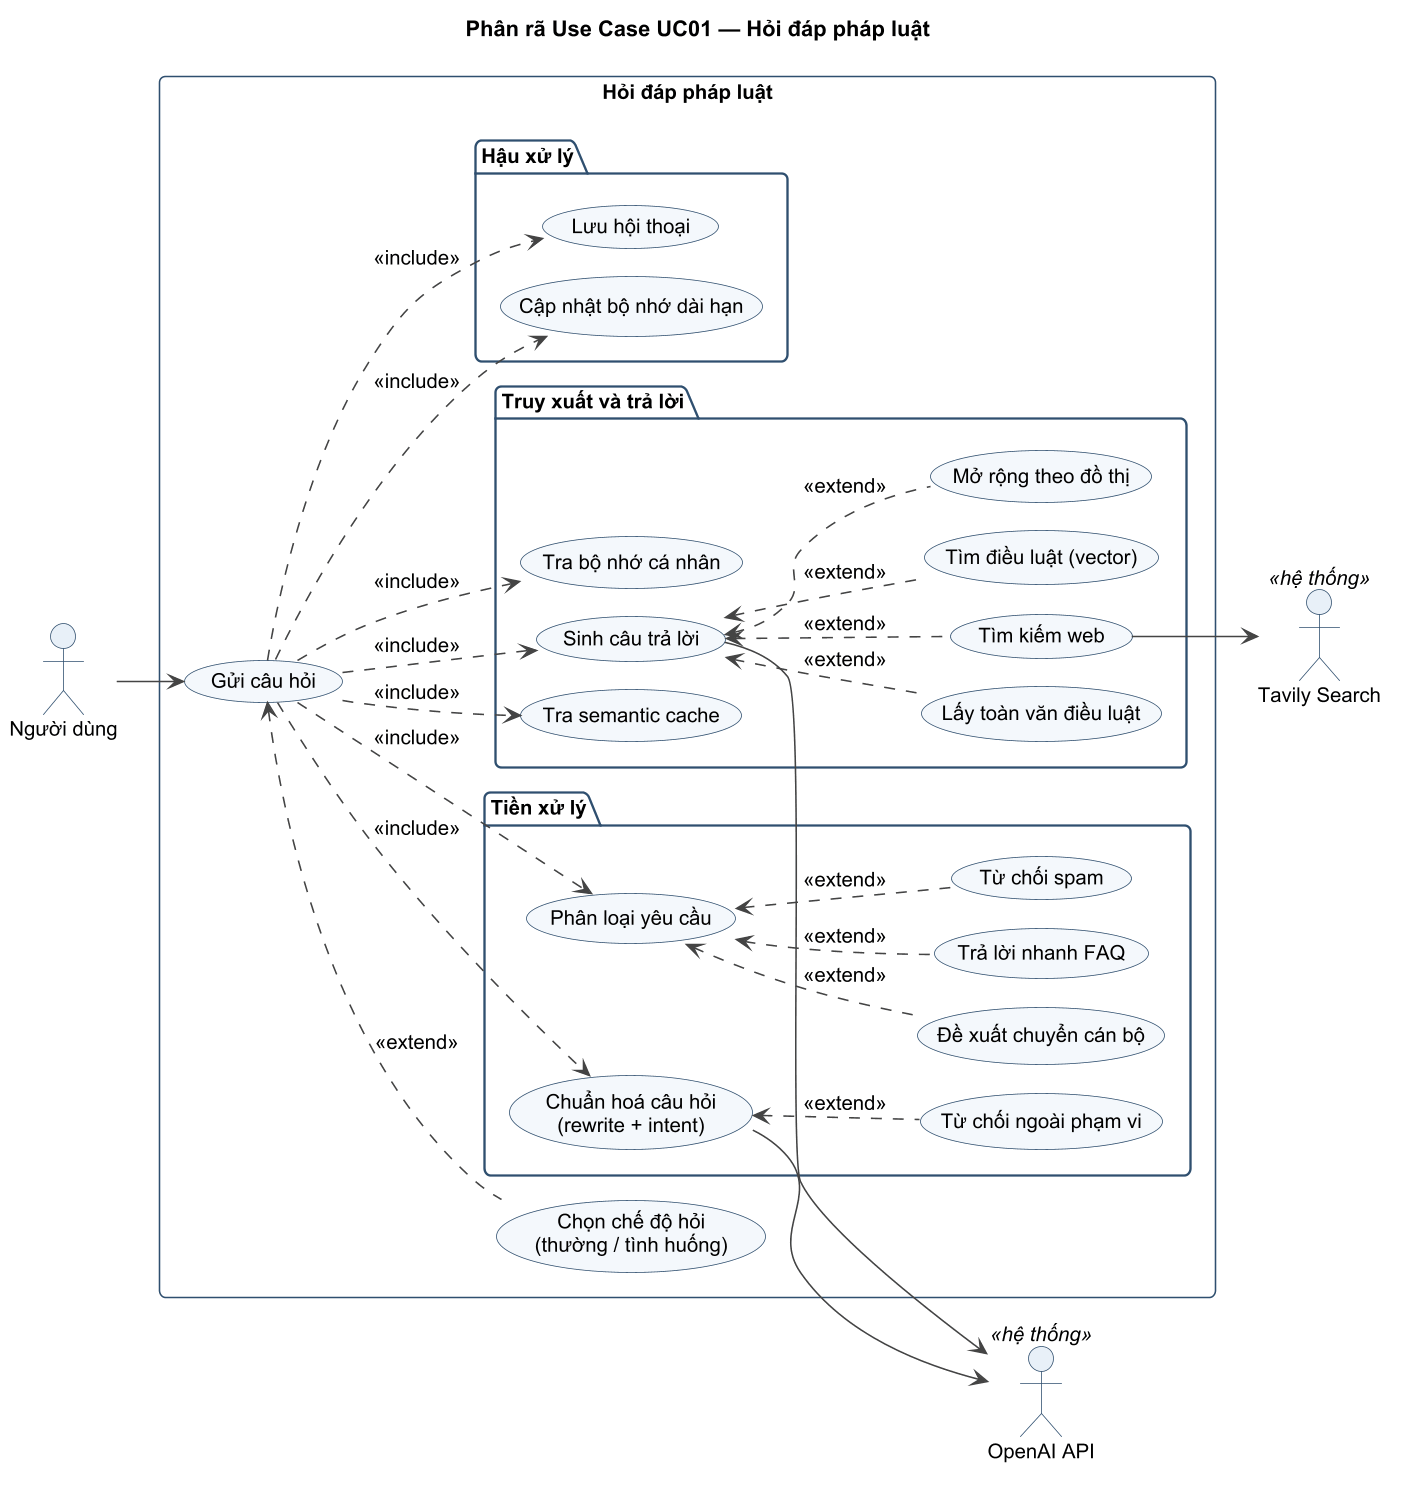 Phân rã Use Case UC01 — Hỏi đáp pháp luật
Hỏi đáp pháp luật
Hậu xử lý
Lưu hội thoại
«include»
Cập nhật bộ nhớ dài hạn
«include»
Truy xuất và trả lời
Mở rộng theo đồ thị
«extend»
Tra bộ nhớ cá nhân
Tìm điều luật (vector)
«extend»
«include»
«hệ thống»
«extend»
Sinh câu trả lời
Tìm kiếm web
«include»
«extend»
Gửi câu hỏi
«include»
Tavily Search
Tra semantic cache
Lấy toàn văn điều luật
Người dùng
«include»
Tiền xử lý
«include»
Từ chối spam
«extend»
Phân loại yêu cầu
«extend»
Trả lời nhanh FAQ
«extend»
Đề xuất chuyển cán bộ
«extend»
Chuẩn hoá câu hỏi
(rewrite + intent)
«extend»
Từ chối ngoài phạm vi
Chọn chế độ hỏi
(thường / tình huống)
«hệ thống»
OpenAI API